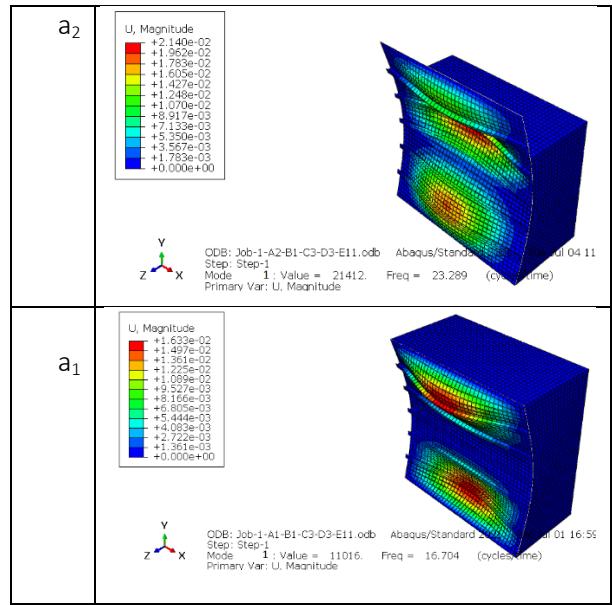 a2
U, Magnitude
+2.140e-02
+1.962e-02
+1.783e-02
+1.605e-02
+1.427e-02
+1.248e-02
+1.070e-02
+8.917e-03
+7.133e-03
+5.350e-03
+3.567e-03
+1.783e-03
+0.000e+00
Y
Z X
ODB: Job-1-A2-B1-C3-D3-E11.odb Abaqus/Standard Jul 04 11
Step: Step-1
Mode 1 : Value = 21412. Freq = 23.289 (cycles/time)
Primary Var: U, Magnitude
a1
U, Magnitude
+1.633e-02
+1.497e-02
+1.361e-02
+1.225e-02
+1.089e-02
+9.527e-03
+8.166e-03
+6.805e-03
+5.444e-03
+4.083e-03
+2.722e-03
+1.361e-03
+0.000e+00
Y
Z X
ODB: Job-1-A1-B1-C3-D3-E11.odb Abaqus/Standard Jul 01 16:59
Step: Step-1
Mode 1 : Value = 11016. Freq = 16.704 (cycles/time)
Primary Var: U, Magnitude